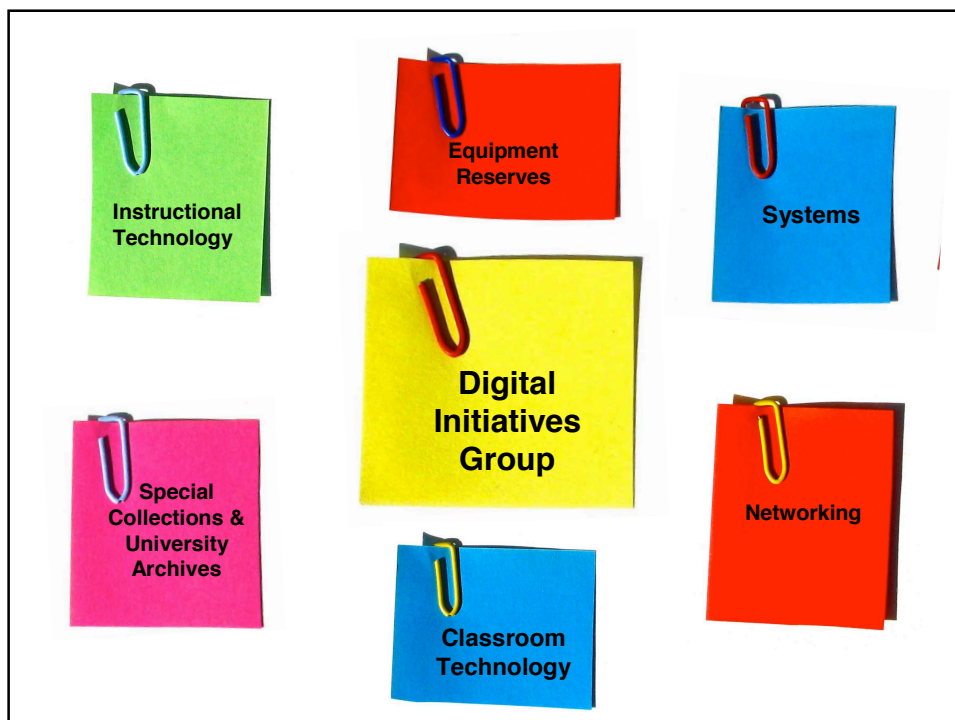 Instructional
Technology
Equipment
Reserves
Systems
Digital
Initiatives
Group
Special
Collections &
University
Archives
Networking
Classroom
Technology